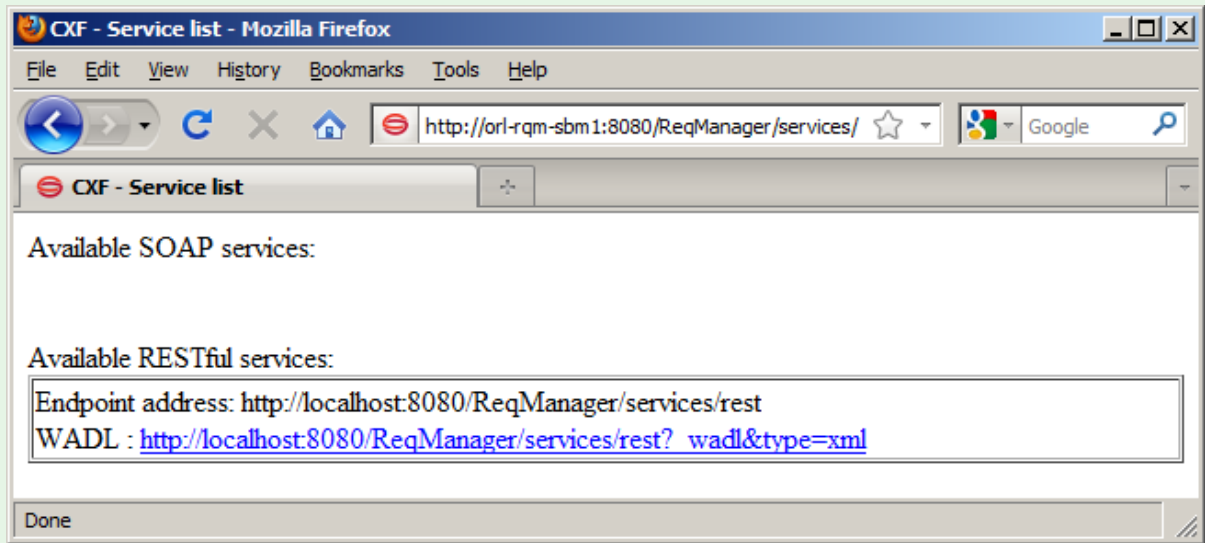 CXF - Service list - Mozilla Firefox
File Edit View History Bookmarks Tools Help
http://orl-rqm-sbm1:8080/ReqManager/services/ Google
CXF - Service list
Available SOAP services:
Available RESTful services:
Endpoint address: http://localhost:8080/ReqManager/services/rest
WADL : http://localhost:8080/ReqManager/services/rest?_wadl&type=xml
Done